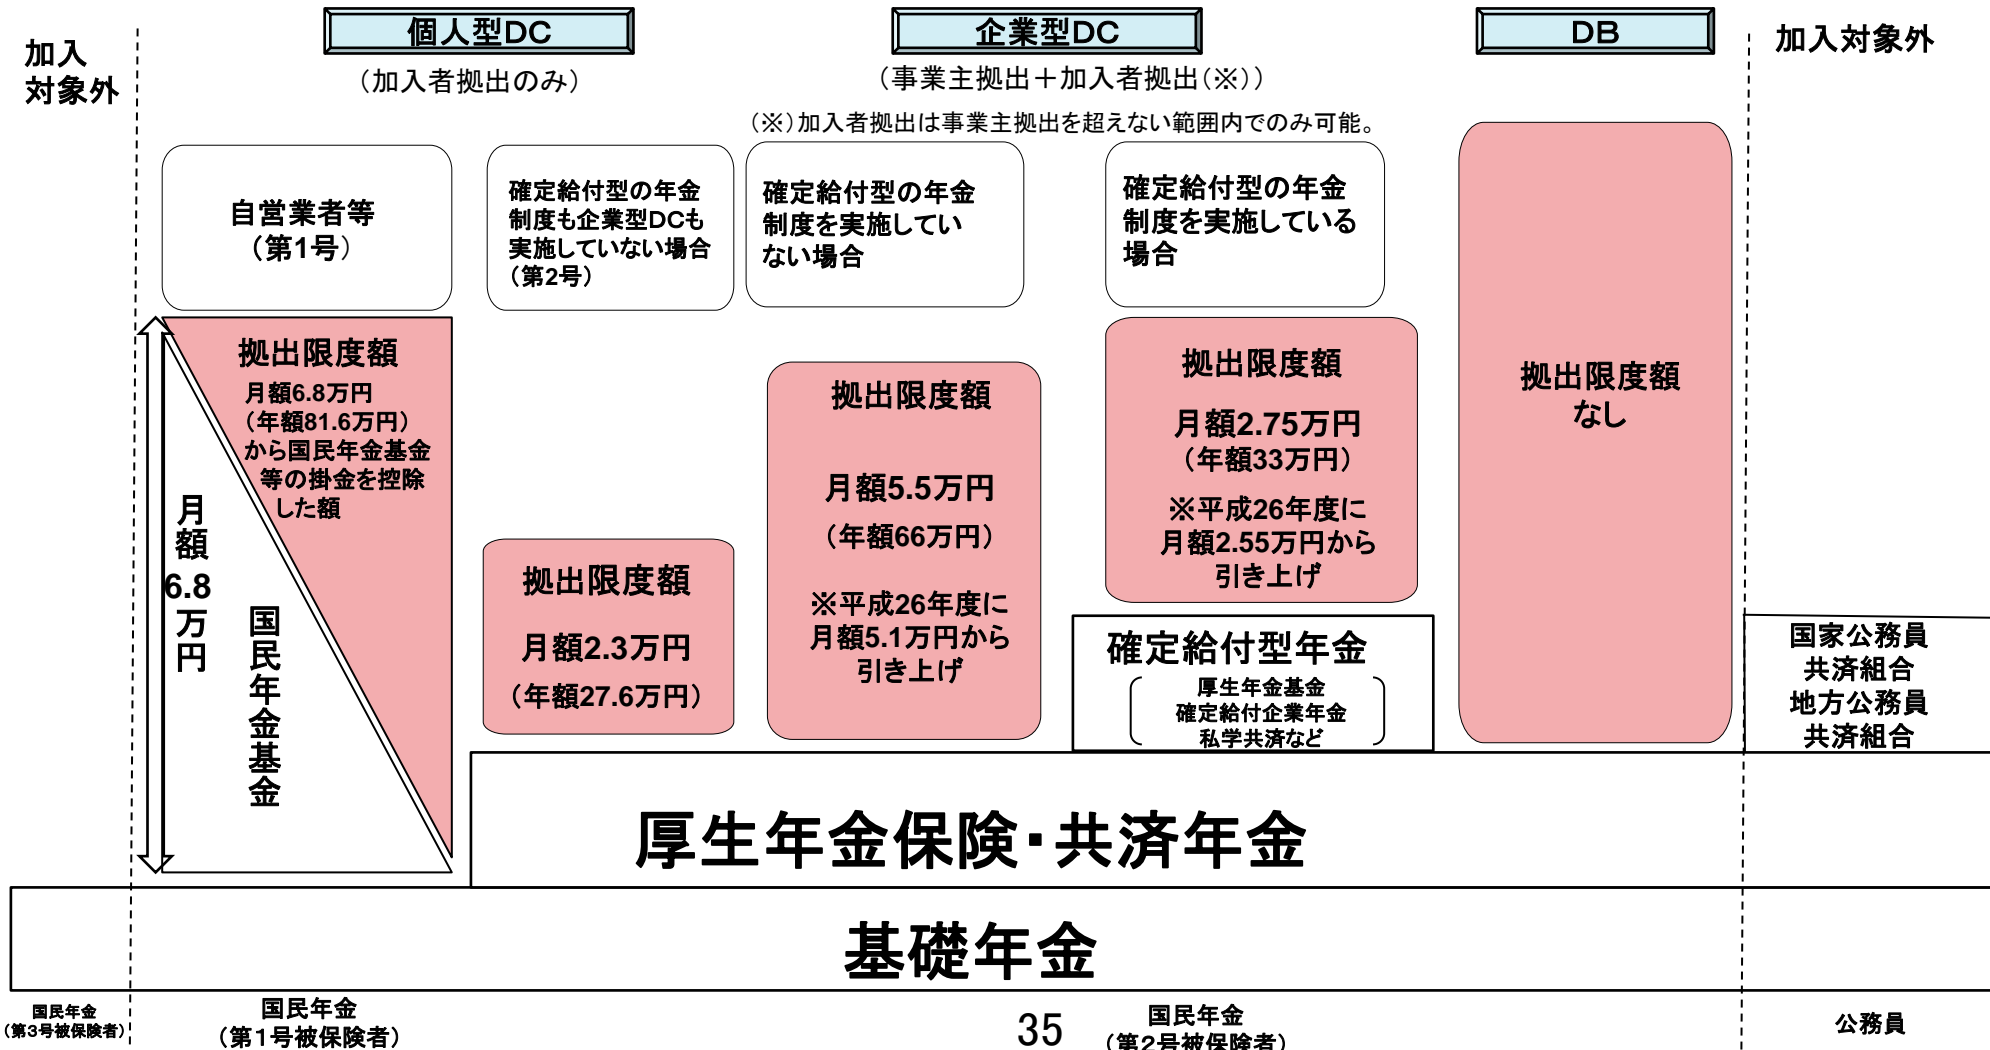 加入
対象外
個人型DC
(加入者拠出のみ)
企業型DC
(事業主拠出+加入者拠出(※))
(※)加入者拠出は事業主拠出を超えない範囲内でのみ可能。
DB
加入対象外
自営業者等
(第1号)
確定給付型の年金
制度も企業型DCも
実施していない場合
(第2号)
確定給付型の年金
制度を実施してい
ない場合
確定給付型の年金
制度を実施している
場合
拠出限度額
月額6.8万円
(年額81.6万円)
から国民年金基金
等の掛金を控除
した額
月額
6.8
万円
国民年金基金
拠出限度額
月額2.3万円
(年額27.6万円)
拠出限度額
月額5.5万円
(年額66万円)
※平成26年度に
月額5.1万円から
引き上げ
拠出限度額
月額2.75万円
(年額33万円)
※平成26年度に
月額2.55万円から
引き上げ
確定給付型年金
厚生年金基金
確定給付企業年金
私学共済など
拠出限度額
なし
国家公務員
共済組合
地方公務員
共済組合
厚生年金保険・共済年金
基礎年金
国民年金
(第3号被保険者)
国民年金
(第1号被保険者)
35
国民年金
(第2号被保険者)
公務員